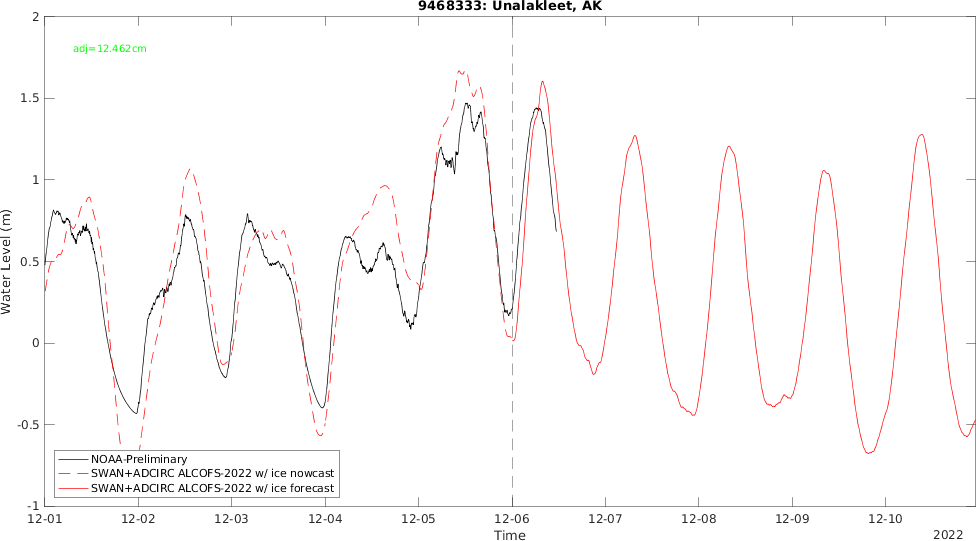 9468333: Unalakleet, AK
2
adj=12.462cm
1.5
1
0.5
0
-0.5
-1
Water Level (m)
NOAA-Preliminary
SWAN+ADCIRC ALCOFS-2022 w/ ice nowcast
SWAN+ADCIRC ALCOFS-2022 w/ ice forecast
12-01 12-02 12-03 12-04 12-05 12-06 12-07 12-08 12-09 12-10
Time
2022